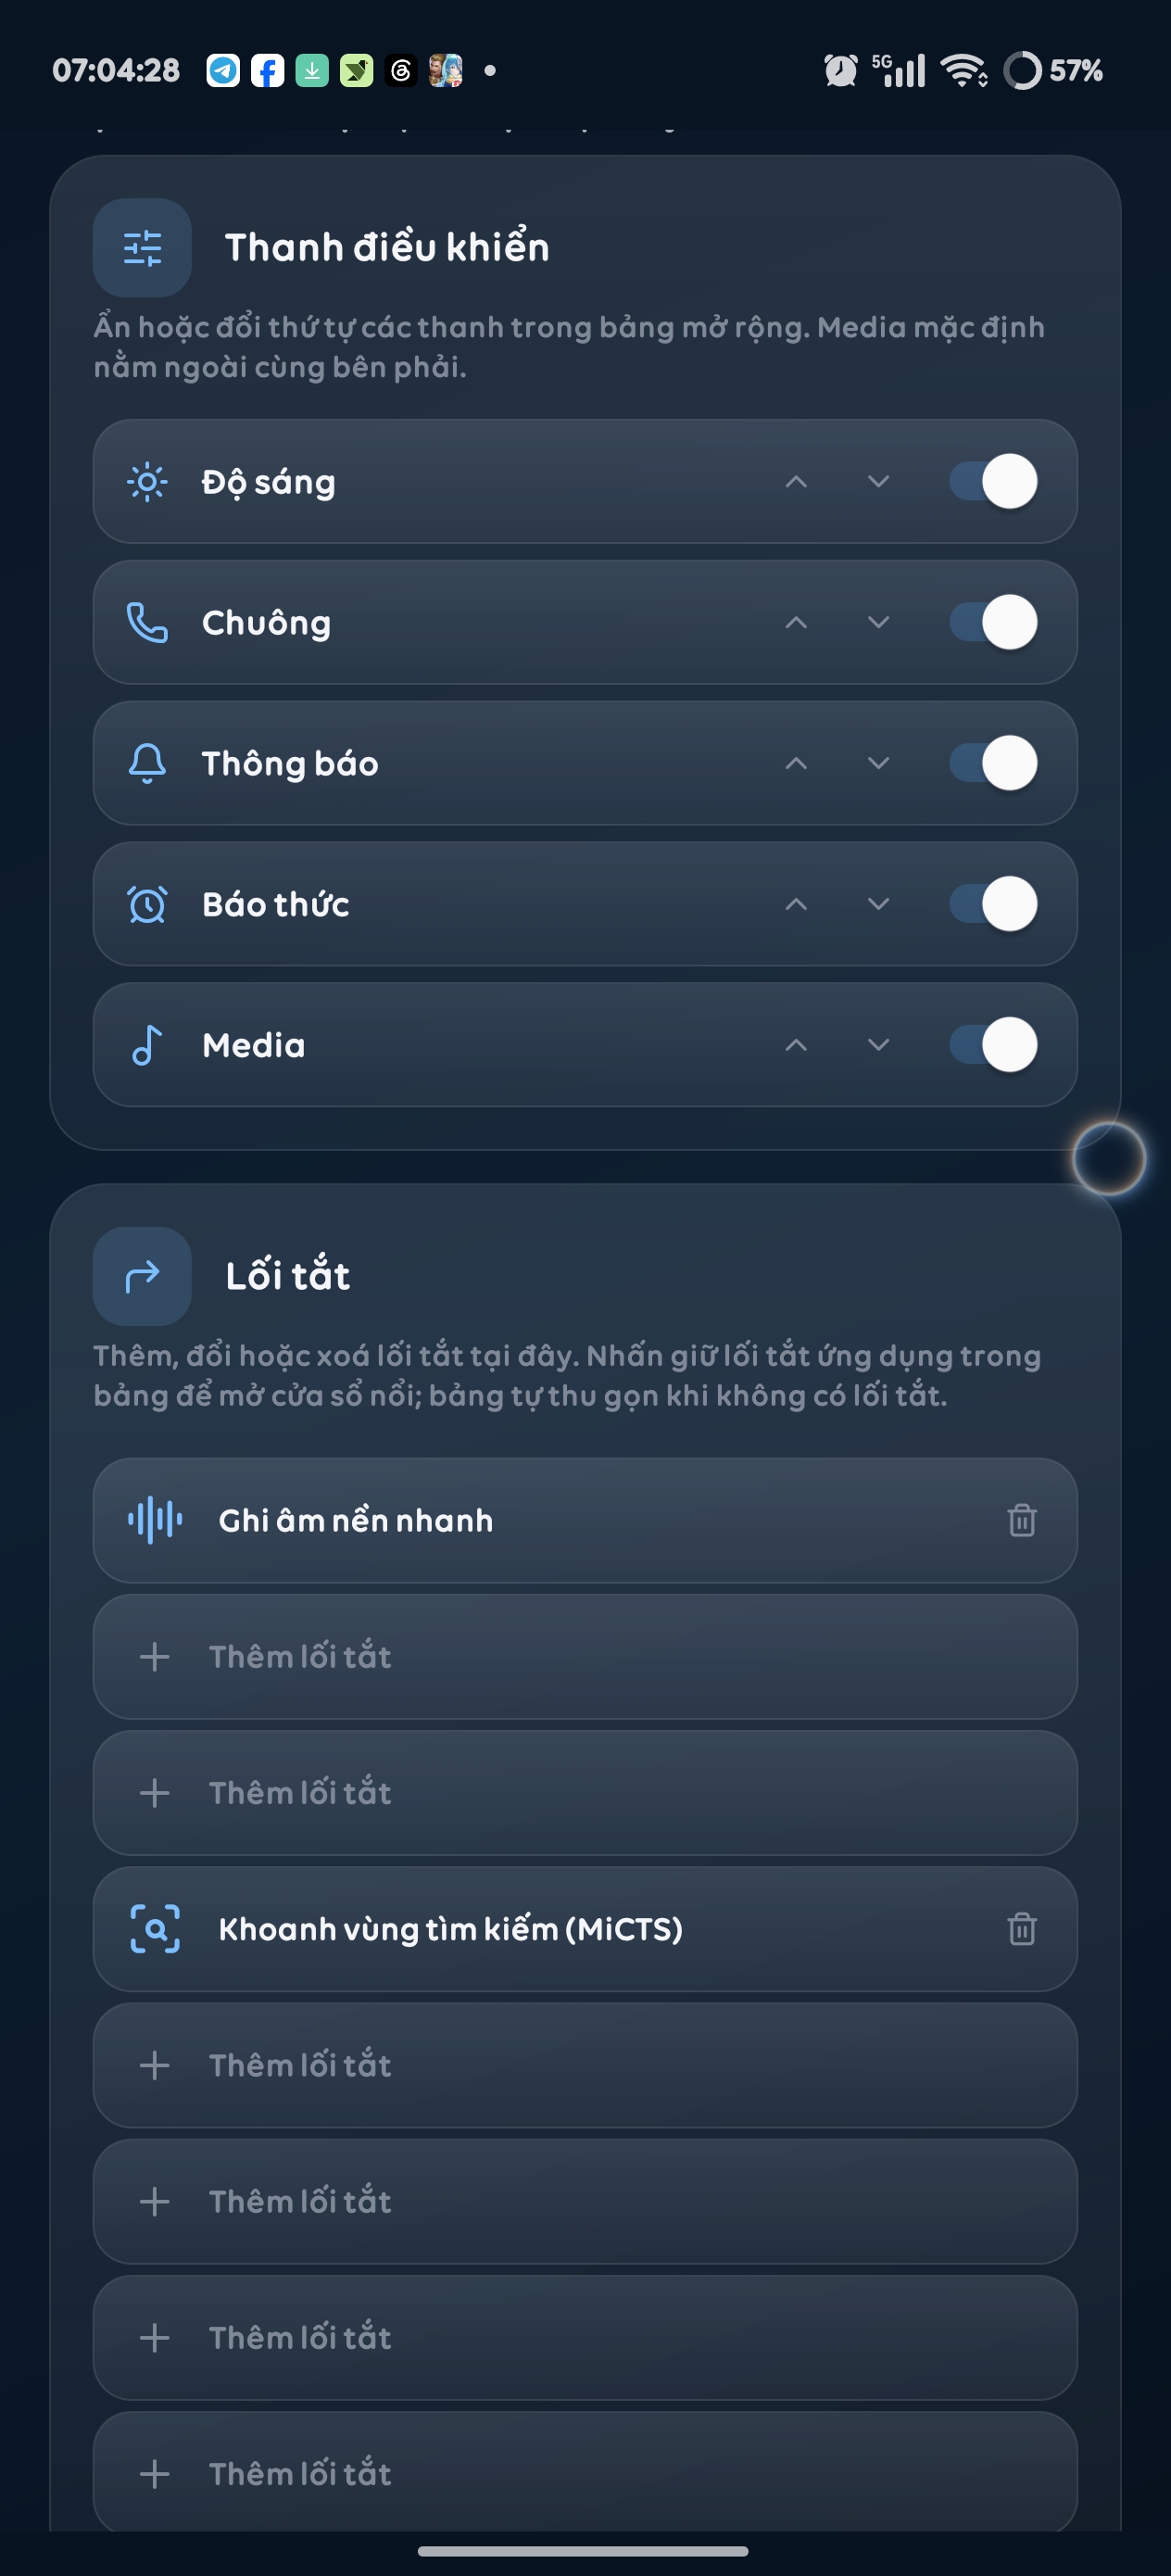 07:04:28
5G
57%
Thanh điều khiển
Ẩn hoặc đổi thứ tự các thanh trong bảng mở rộng. Media mặc định
nằm ngoài cùng bên phải.
Độ sáng
Chuông
Thông báo
Báo thức
Media
Lối tắt
Thêm, đổi hoặc xoá lối tắt tại đây. Nhấn giữ lối tắt ứng dụng trong
bảng để mở cửa sổ nổi; bảng tự thu gọn khi không có lối tắt.
Ghi âm nền nhanh
Thêm lối tắt
Thêm lối tắt
Khoanh vùng tìm kiếm (MiCTS)
Thêm lối tắt
Thêm lối tắt
Thêm lối tắt
Thêm lối tắt